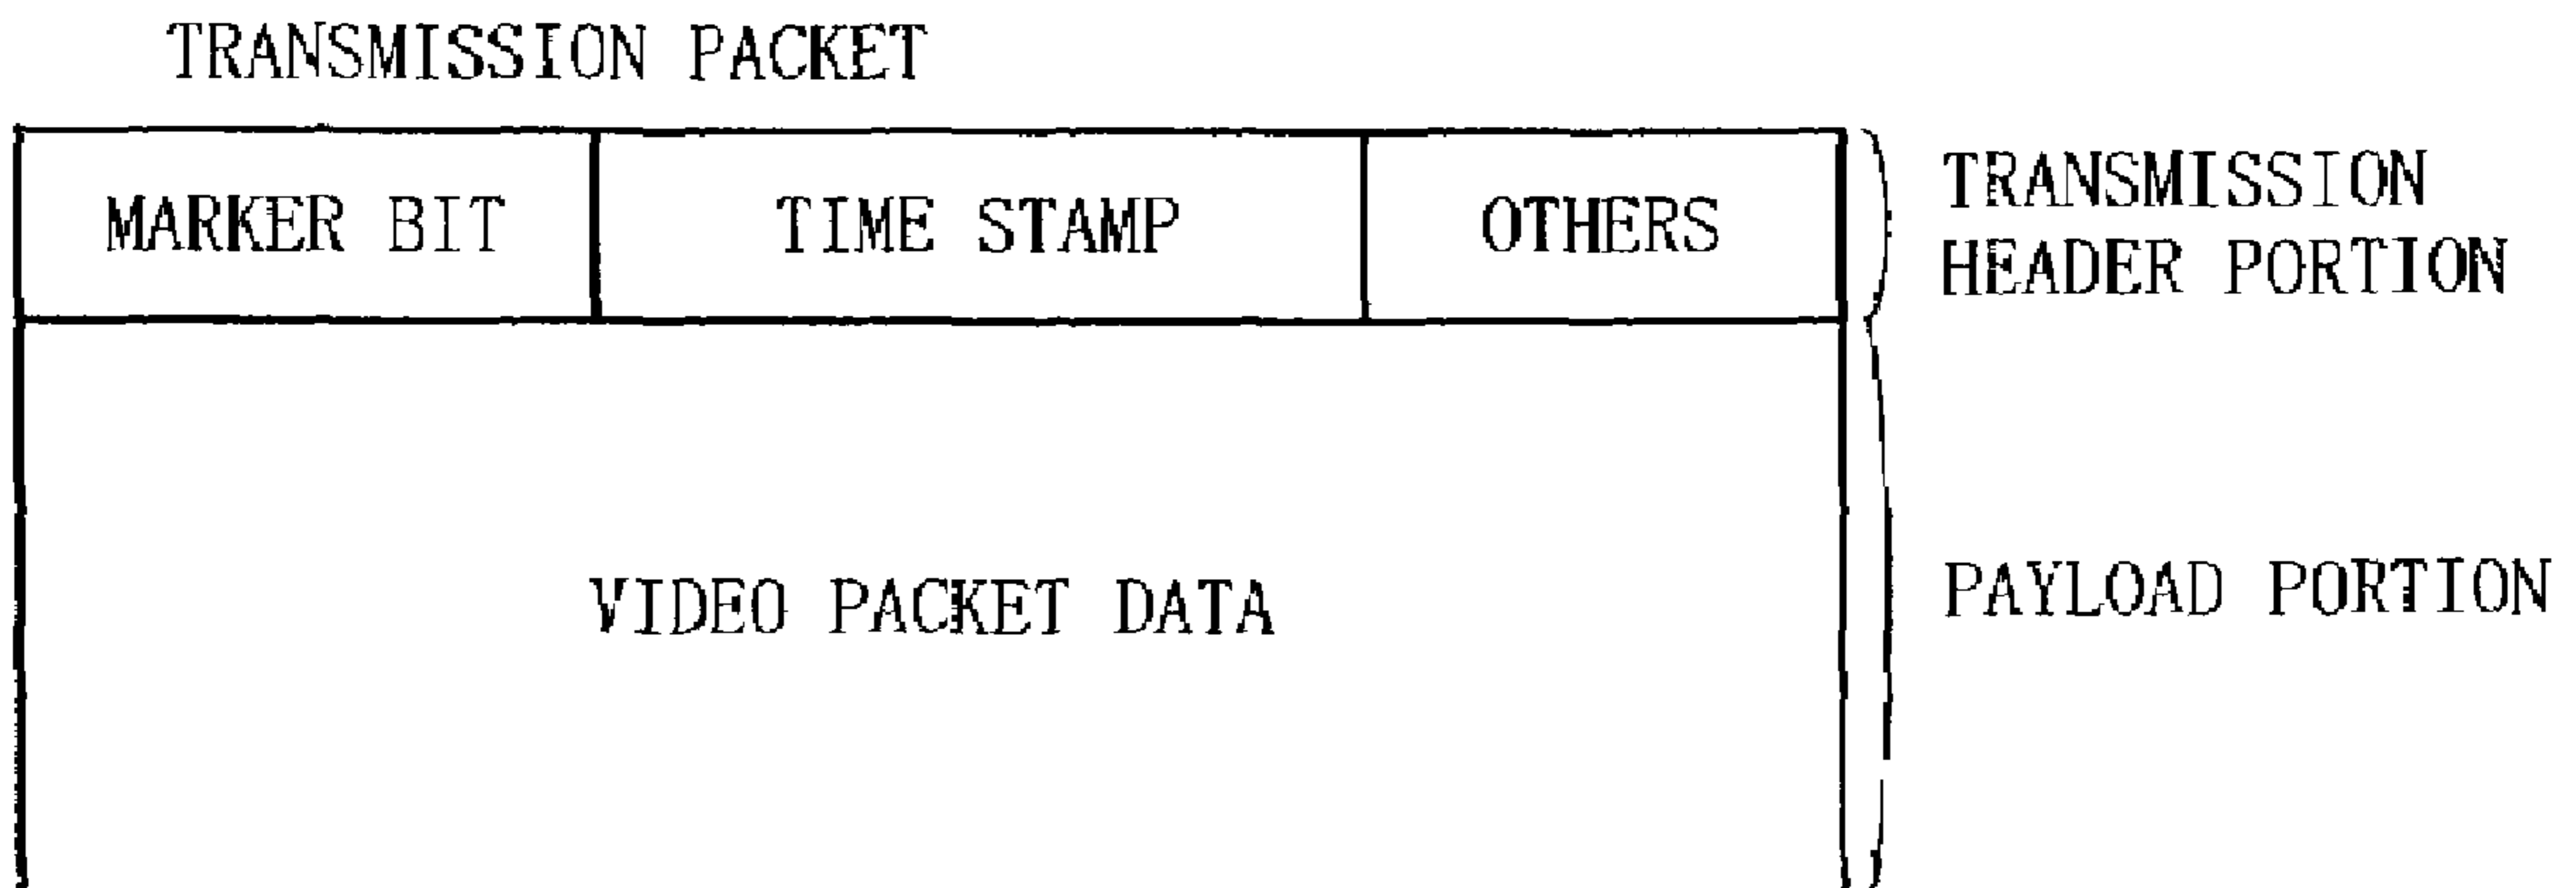 TRANSMISSION PACKET
MARKER BIT
TIME STAMP
OTHERS
TRANSMISSION
HEADER PORTION
VIDEO PACKET DATA
PAYLOAD PORTION